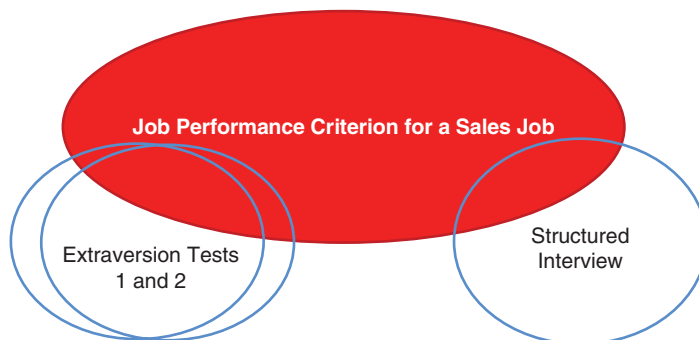 Job Performance Criterion for a Sales Job
Extraversion Tests
1 and 2
Structured
Interview